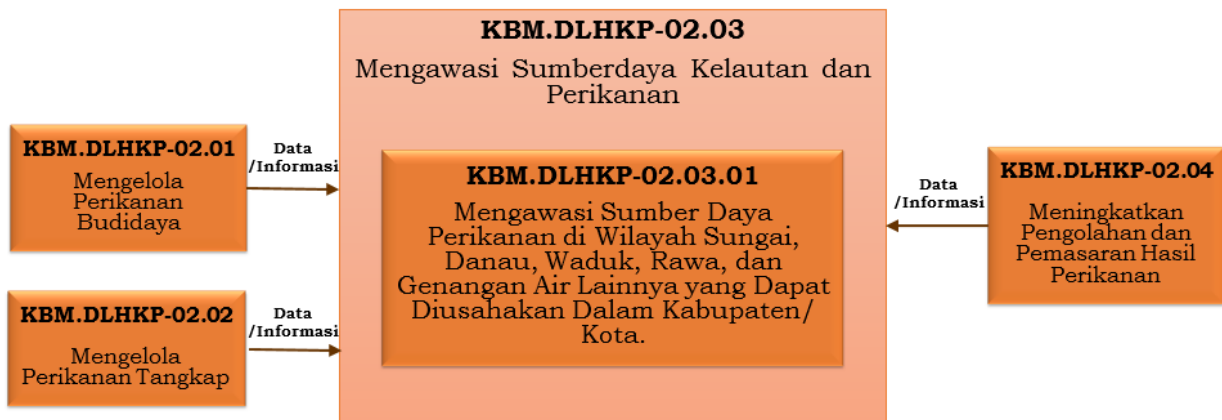 KBM.DLHKP-02.03
Mengawasi Sumberdaya Kelautan dan
Perikanan
KBM.DLHKP-02.01
Mengelola
Perikanan
Budidaya
Data
/Informasi
KBM.DLHKP-02.02
Mengelola
Perikanan Tangkap
Data
/Informasi
KBM.DLHKP-02.03.01
Mengawasi Sumber Daya
Perikanan di Wilayah Sungai,
Danau, Waduk, Rawa, dan
Genangan Air Lainnya yang Dapat
Diusahakan Dalam Kabupaten/
Kota.
Data
/Informasi
KBM.DLHKP-02.04
Meningkatkan
Pengolahan dan
Pemasaran Hasil
Perikanan